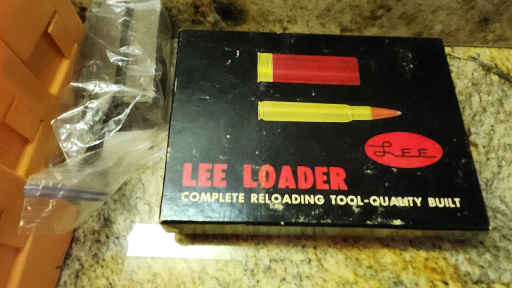 LEE
LEE LOADER
COMPLETE RELOADING TOOL-QUALITY BUILT